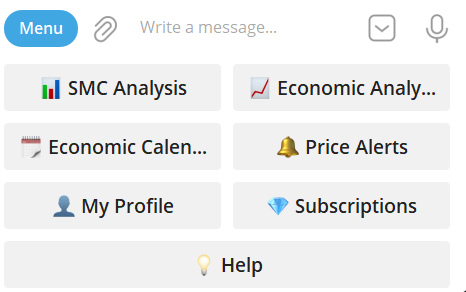 Menu Write a message...
SMC Analysis Economic Analy...
Economic Calen... Price Alerts
My Profile Subscriptions
Help